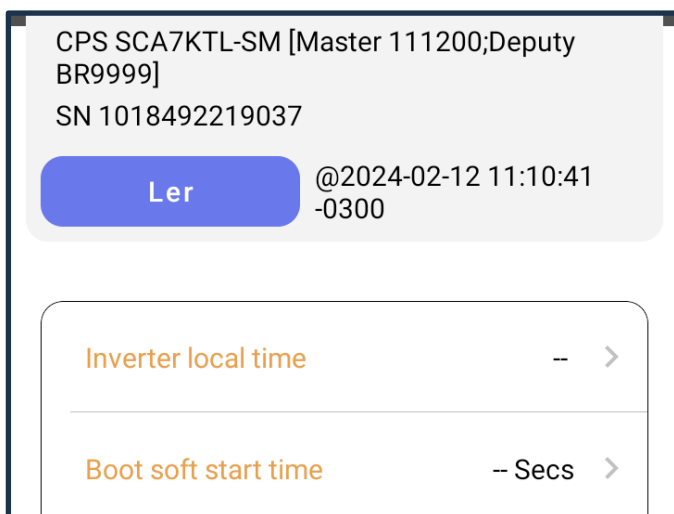 CPS SCA7KTL-SM [Master 111200;Deputy
BR9999]
SN 1018492219037
Ler
@2024-02-12 11:10:41
-0300
Inverter local time --
Boot soft start time -- Secs